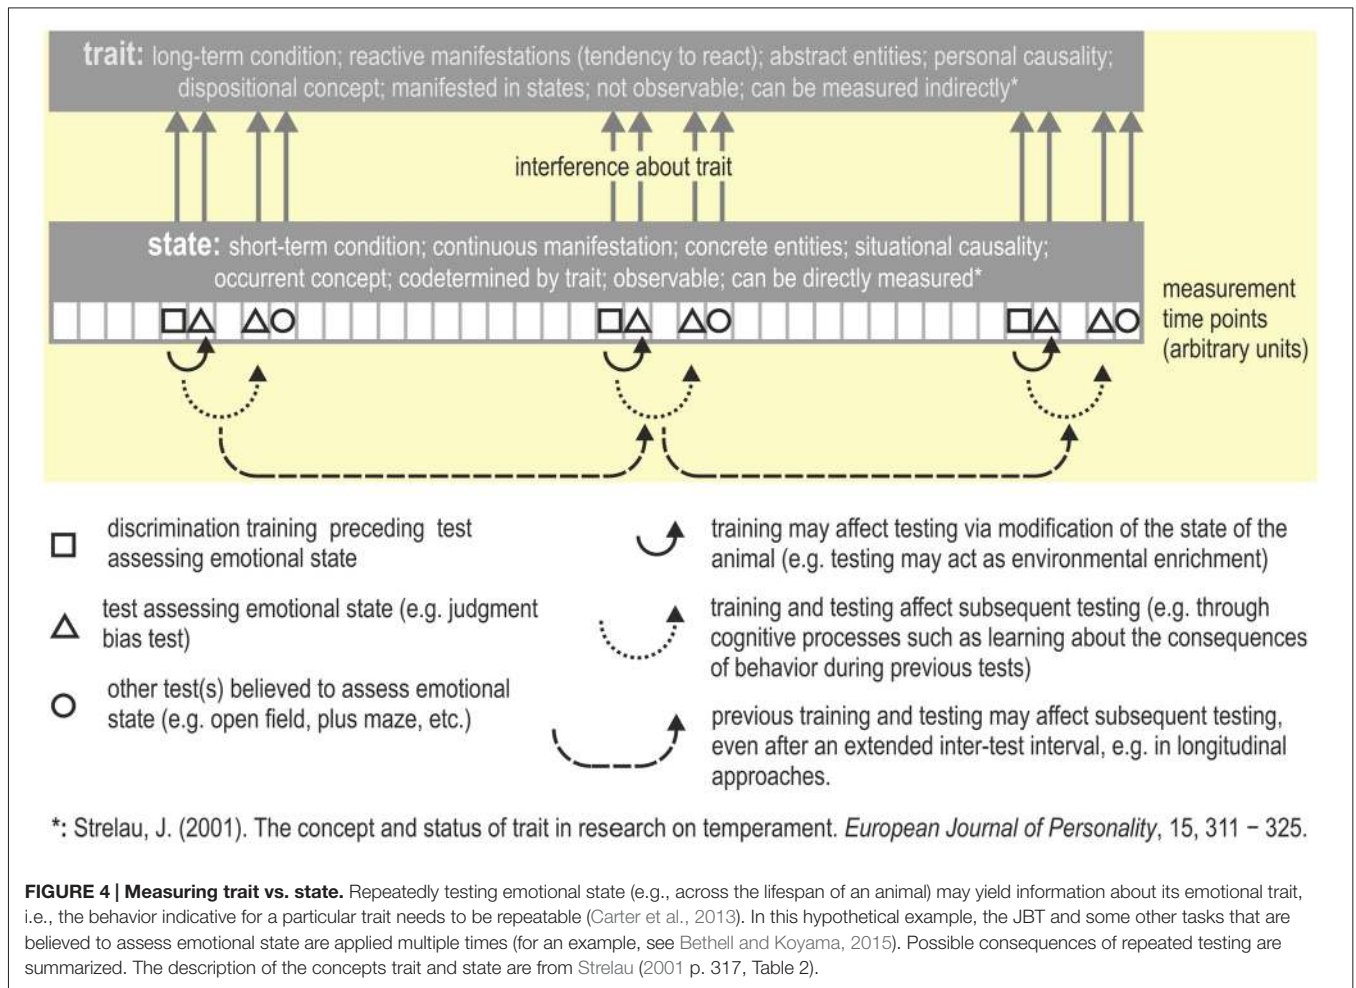 trait: long-term condition; reactive manifestations (tendency to react); abstract entities; personal causality;
dispositional concept; manifested in states; not observable; can be measured indirectly*
interference about trait
state: short-term condition; continuous manifestation; concrete entities; situational causality;
occurrent concept; codetermined by trait; observable; can be directly measured*
measurement
time points
(arbitrary units)
discrimination training preceding test
assessing emotional state
test assessing emotional state (e.g. judgment
bias test)
other test(s) believed to assess emotional
state (e.g. open field, plus maze, etc.)
training may affect testing via modification of the state of the
animal (e.g. testing may act as environmental enrichment)
training and testing affect subsequent testing (e.g. through
cognitive processes such as learning about the consequences
of behavior during previous tests)
previous training and testing may affect subsequent testing,
even after an extended inter-test interval, e.g. in longitudinal
approaches.
*: Strelau, J. (2001). The concept and status of trait in research on temperament. European Journal of Personality, 15, 311 – 325.
FIGURE 4 | Measuring trait vs. state. Repeatedly testing emotional state (e.g., across the lifespan of an animal) may yield information about its emotional trait,
i.e., the behavior indicative for a particular trait needs to be repeatable (Carter et al., 2013). In this hypothetical example, the JBT and some other tasks that are
believed to assess emotional state are applied multiple times (for an example, see Bethell and Koyama, 2015). Possible consequences of repeated testing are
summarized. The description of the concepts trait and state are from Strelau (2001 p. 317, Table 2).